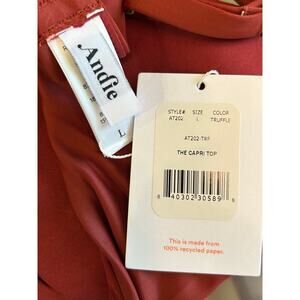 Andie
L
STYLE# SIZE COLOR
AT202 L TRUFFLE
AT202-TRF
THE CAPRI TOP
8 40302 30589
This is made from
100% recycled paper.